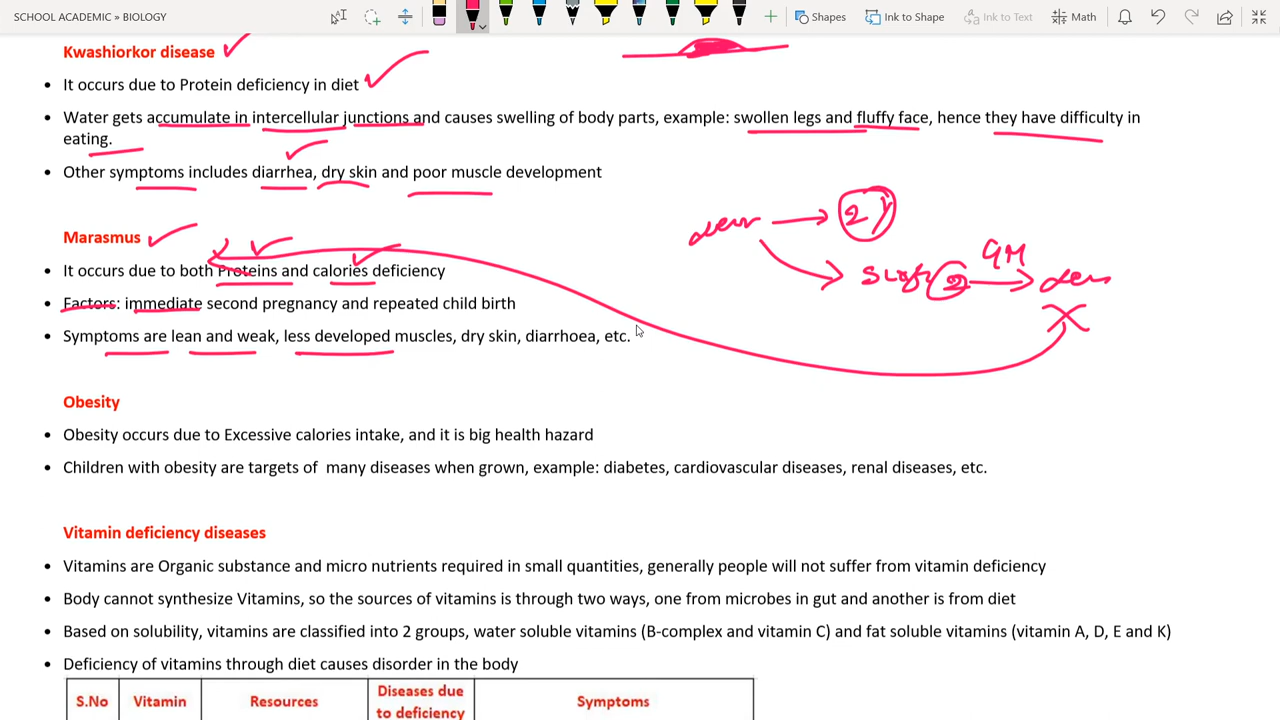 SCHOOL ACADEMIC » BIOLOGY
Shapes
Ink to Shape
Ink to Text
Math
Kwashiorkor disease
• It occurs due to Protein deficiency in diet
• Water gets accumulate in intercellular junctions and causes swelling of body parts, example: swollen legs and fluffy face, hence they have difficulty in
eating.
• Other symptoms includes diarrhea, dry skin and poor muscle development
Marasmus
• It occurs due to both Proteins and calories deficiency
• Factors: immediate second pregnancy and repeated child birth
• Symptoms are lean and weak, less developed muscles, dry skin, diarrhoea, etc.
2
2
9M
Obesity
• Obesity occurs due to Excessive calories intake, and it is big health hazard
• Children with obesity are targets of many diseases when grown, example: diabetes, cardiovascular diseases, renal diseases, etc.
Vitamin deficiency diseases
• Vitamins are Organic substance and micro nutrients required in small quantities, generally people will not suffer from vitamin deficiency
• Body cannot synthesize Vitamins, so the sources of vitamins is through two ways, one from microbes in gut and another is from diet
• Based on solubility, vitamins are classified into 2 groups, water soluble vitamins (B-complex and vitamin C) and fat soluble vitamins (vitamin A, D, E and K)
• Deficiency of vitamins through diet causes disorder in the body
S.No Vitamin Resources Diseases due Symptoms
to deficiency